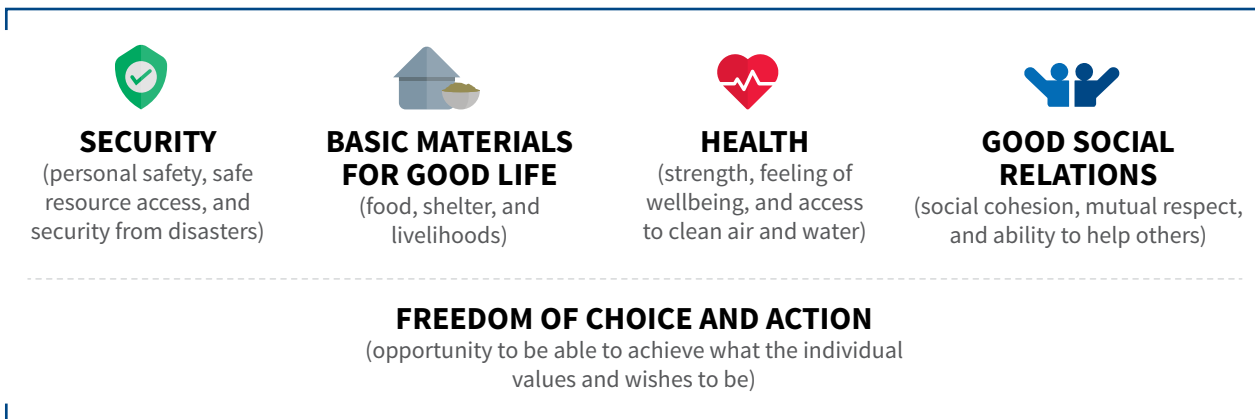 SECURITY
(personal safety, safe
resource access, and
security from disasters)
BASIC MATERIALS
FOR GOOD LIFE
(food, shelter, and
livelihoods)
HEALTH
(strength, feeling of
wellbeing, and access
to clean air and water)
GOOD SOCIAL
RELATIONS
(social cohesion, mutual respect,
and ability to help others)
FREEDOM OF CHOICE AND ACTION
(opportunity to be able to achieve what the individual
values and wishes to be)